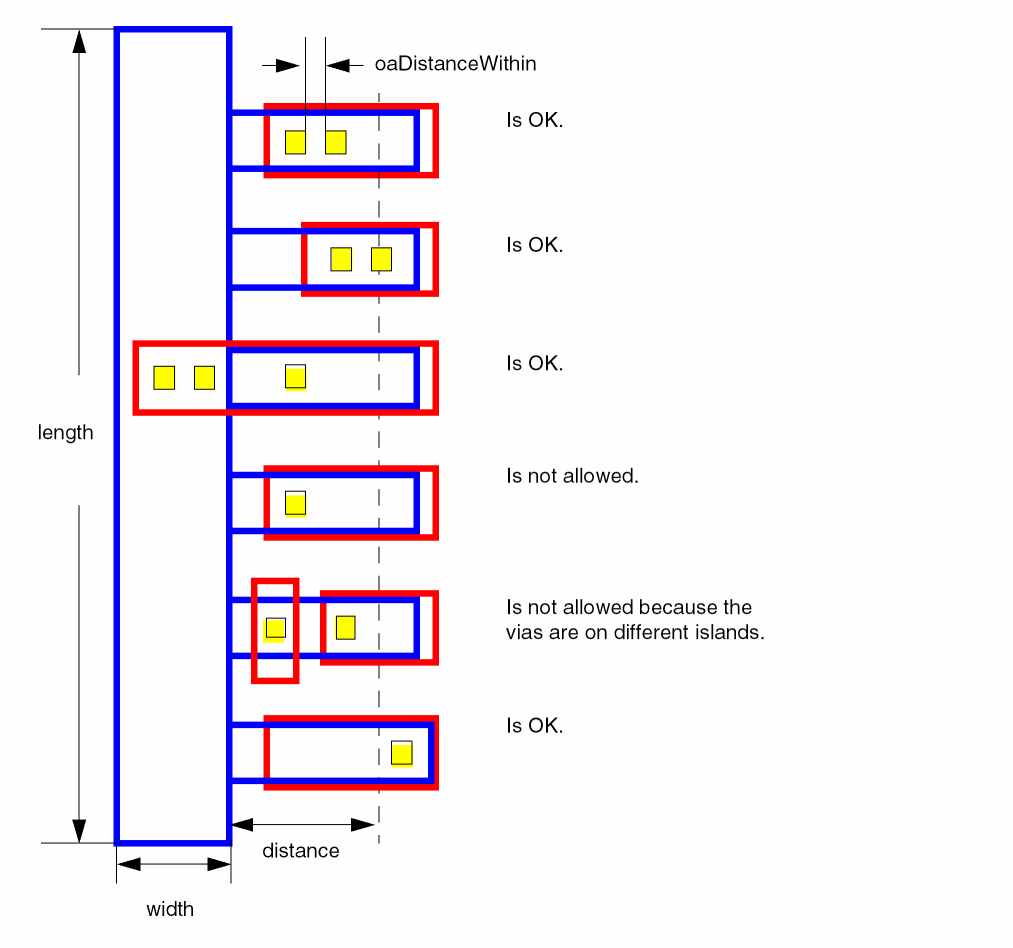 oaDistanceWithin
Is OK.
Is OK.
Is OK.
length
Is not allowed.
Is not allowed because the
vias are on different islands.
Is OK.
distance
width